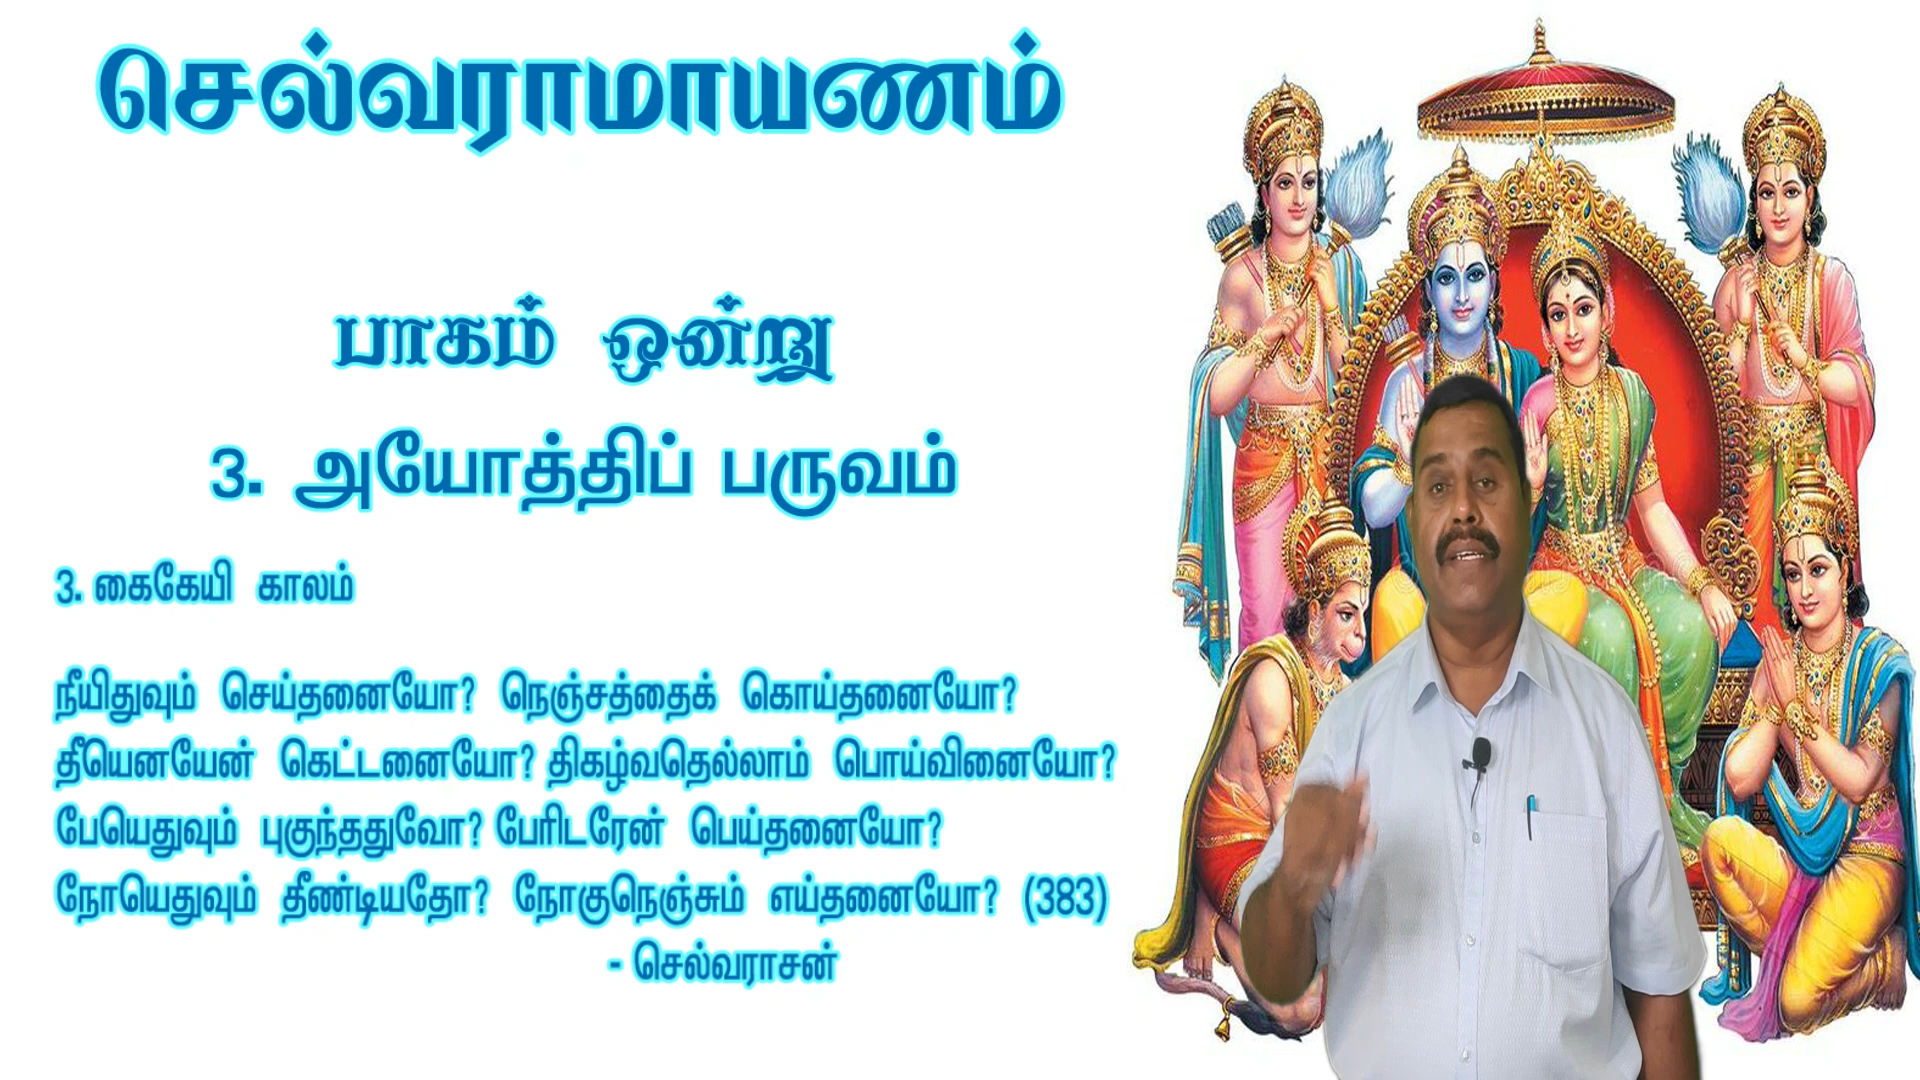 செல்வராமாயணம்
பாகம் ஒன்று
3. அயோத்திப் பருவம்
3. கைகேயி காலம்
நீயிதுவும் செய்தனையோ? நெஞ்சத்தைக் கொய்தனையோ?
தீயெனயேன் கெட்டனையோ? திகழ்வதெல்லாம் பொய்வினையோ?
பேயெதுவும் புகுந்ததுவோ? பேரிடரேன் பெய்தனையோ?
நோயெதுவும் தீண்டியதோ? நோகுநெஞ்சும் எய்தனையோ? (383)
- செல்வராசன்